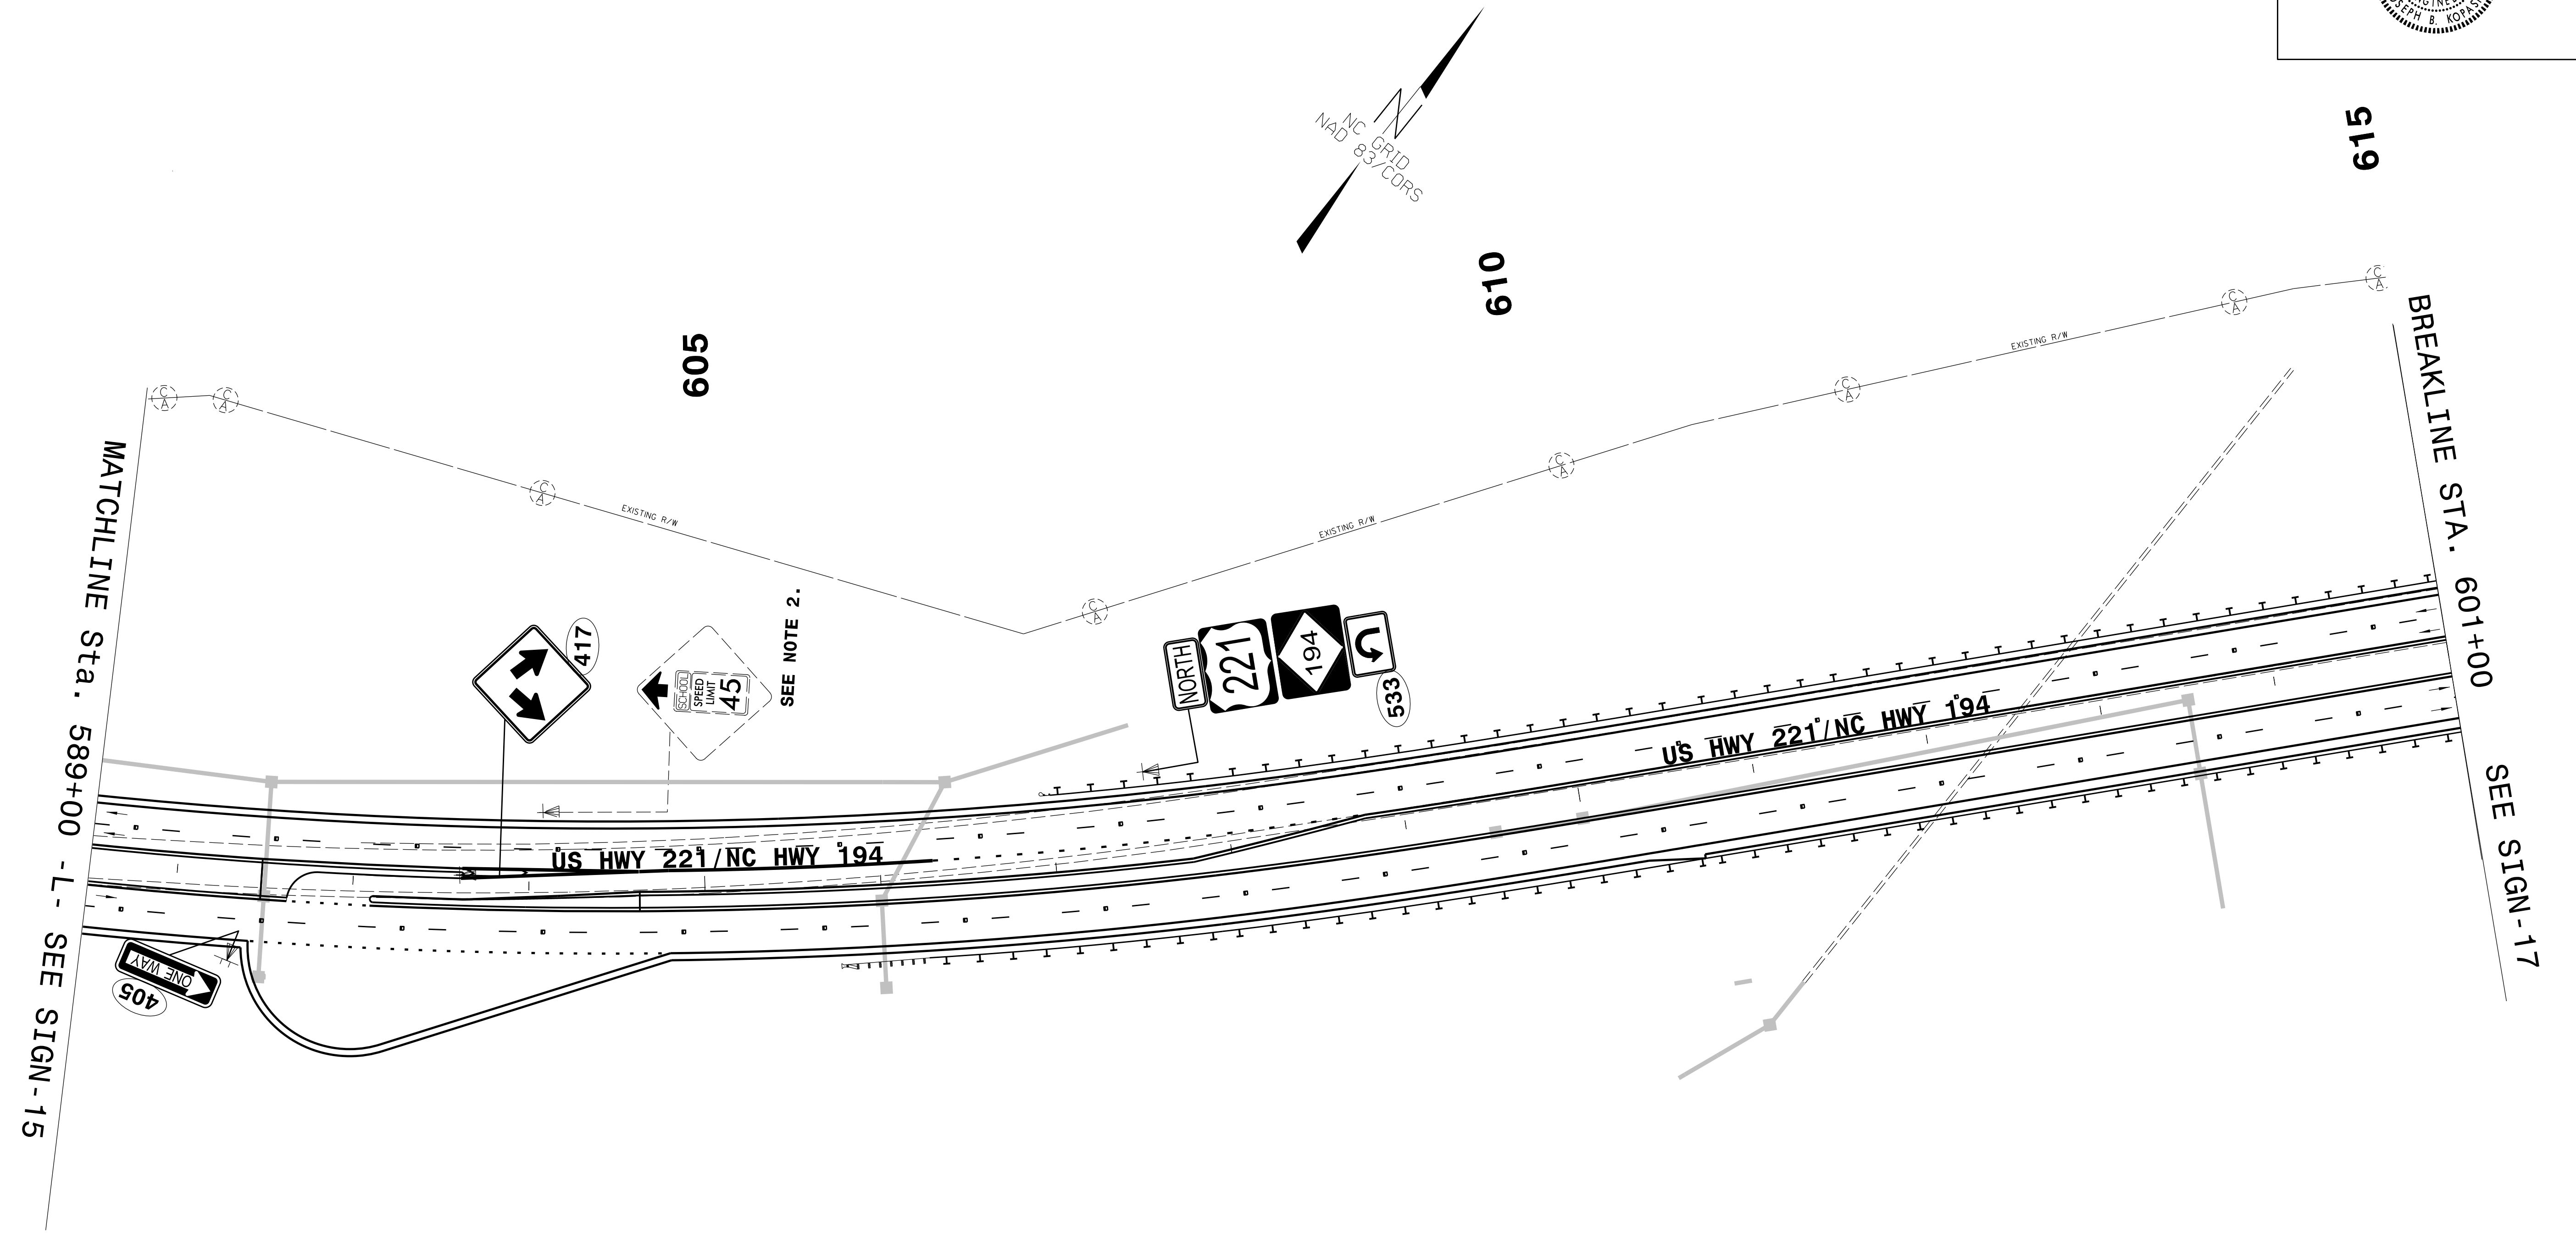 JOSEPH B. KOPAS
NC GRID
NAD 83/CORS
605
610
615
C
A
C
A
C
A
EXISTING R/W
C
A
EXISTING R/W
C
A
C
A
EXISTING R/W
C
A
C
A
MATCHLINE Sta. 589+00 -L- SEE SIGN-15
BREAKLINE STA. 601+00 SEE SIGN-17
417
SCHOOL
SPEED
LIMIT
45
SEE NOTE 2.
NORTH
221
194
533
US HWY 221/NC HWY 194
US HWY 221/NC HWY 194
ONE WAY
405